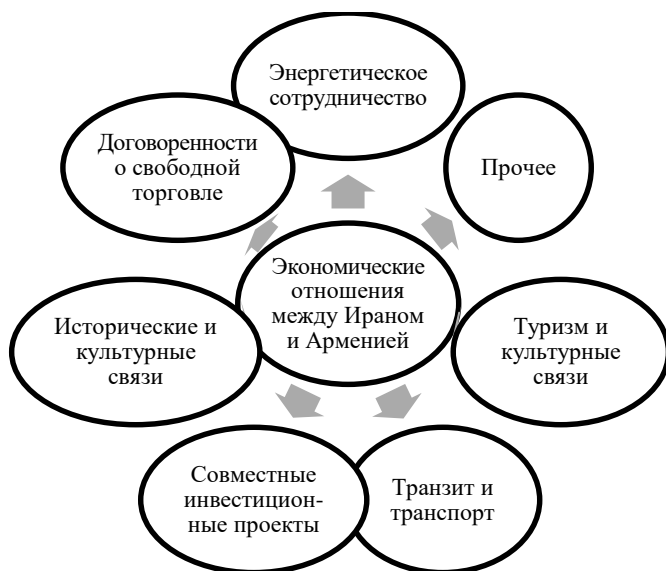 Энергетическое
сотрудничество
Договоренности
о свободной
торговле
Прочее
Экономические
отношения
между Ираном
и Арменией
Исторические и
культурные
связи
Туризм и
культурные
связи
Совместные
инвестицион-
ные проекты
Транзит и
транспорт